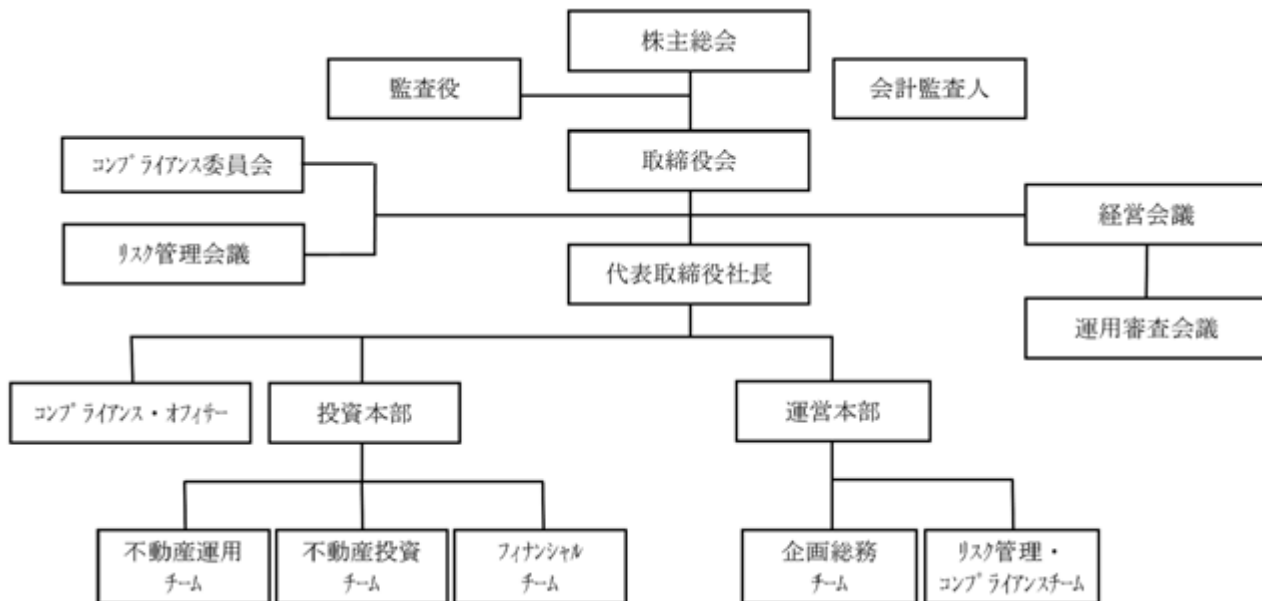 株主総会
監査役
会計監査人
取締役会
コンプライアンス委員会
経営会議
リスク管理会議
代表取締役社長
運用審査会議
コンプライアンス・オフィサー
投資本部
運営本部
不動産運用
チーム
不動産投資
チーム
フィナンシャル
チーム
企画総務
チーム
リスク管理・
コンプライアンスチーム